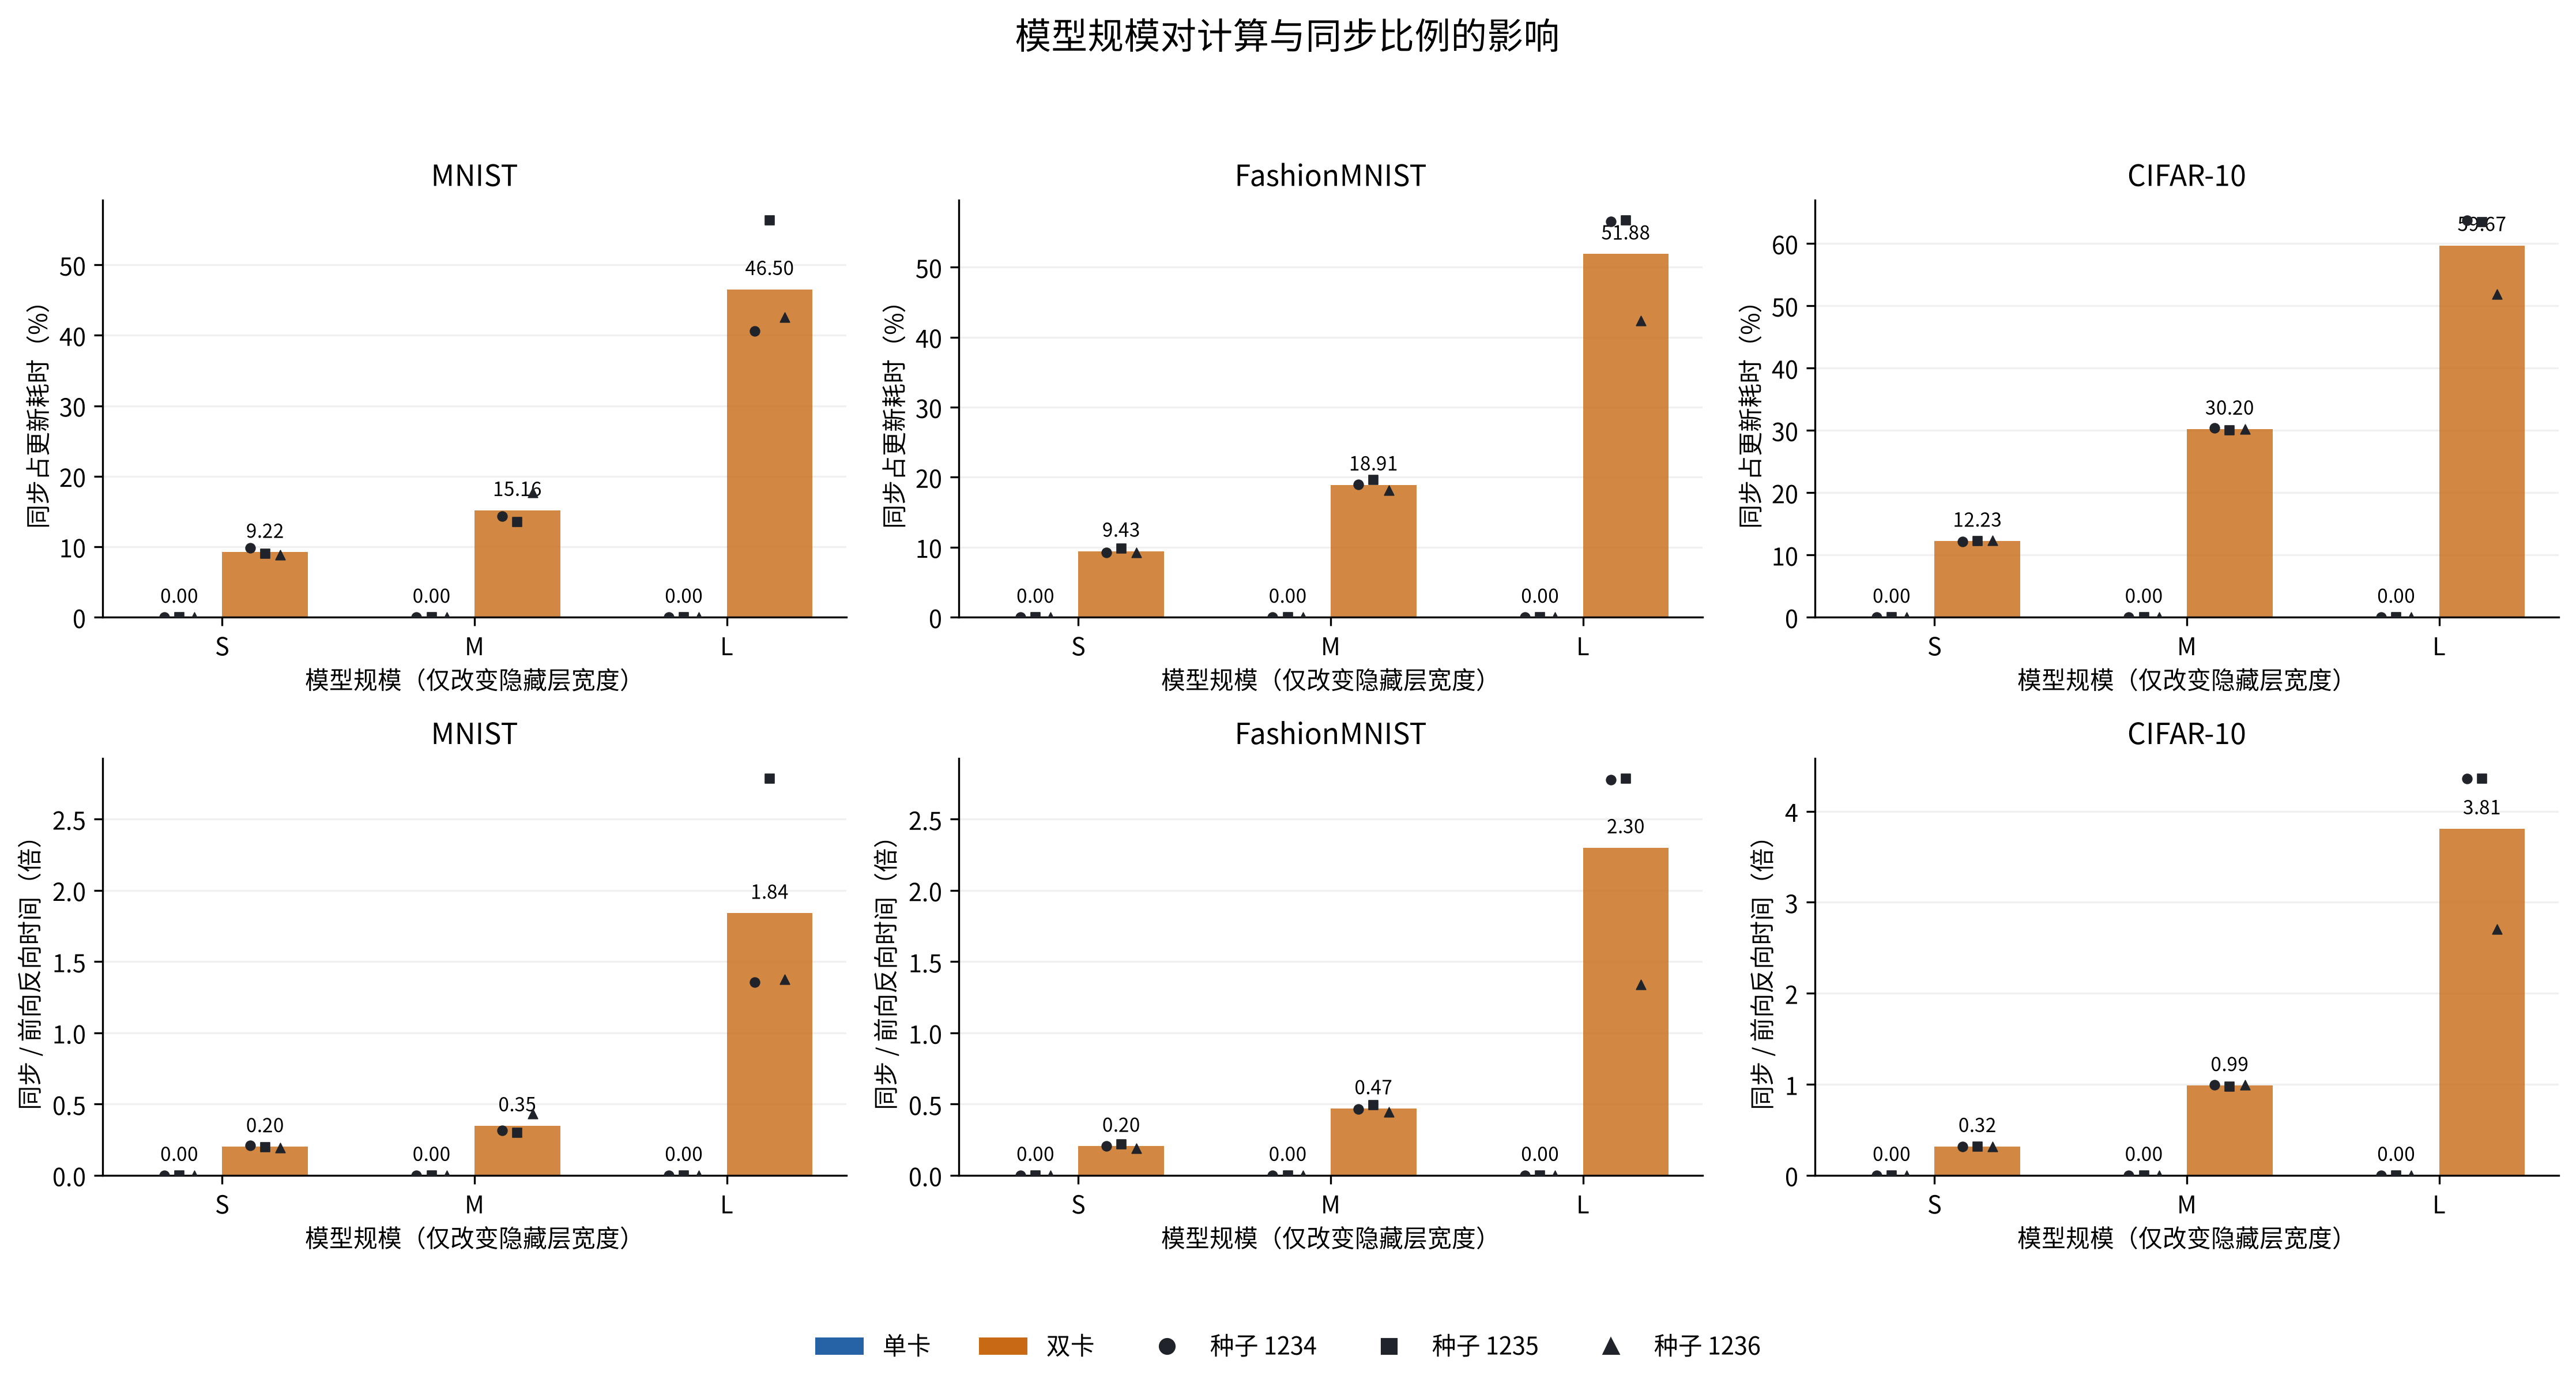 模型规模对计算与同步比例的影响
MNIST
同步占更新耗时（%）
50
40
30
20
10
0
0.00
9.22
0.00
15.16
0.00
46.50
S
M
L
模型规模（仅改变隐藏层宽度）
FashionMNIST
同步占更新耗时（%）
50
40
30
20
10
0
0.00
9.43
0.00
18.91
0.00
51.88
S
M
L
模型规模（仅改变隐藏层宽度）
CIFAR-10
同步占更新耗时（%）
60
50
40
30
20
10
0
0.00
12.23
0.00
30.20
0.00
59.67
S
M
L
模型规模（仅改变隐藏层宽度）
MNIST
同步 / 前向反向时间（倍）
2.5
2.0
1.5
1.0
0.5
0.0
0.00
0.20
0.00
0.35
0.00
1.84
S
M
L
模型规模（仅改变隐藏层宽度）
FashionMNIST
同步 / 前向反向时间（倍）
2.5
2.0
1.5
1.0
0.5
0.0
0.00
0.20
0.00
0.47
0.00
2.30
S
M
L
模型规模（仅改变隐藏层宽度）
CIFAR-10
同步 / 前向反向时间（倍）
4
3
2
1
0
0.00
0.32
0.00
0.99
0.00
3.81
S
M
L
模型规模（仅改变隐藏层宽度）
单卡
双卡
种子 1234
种子 1235
种子 1236